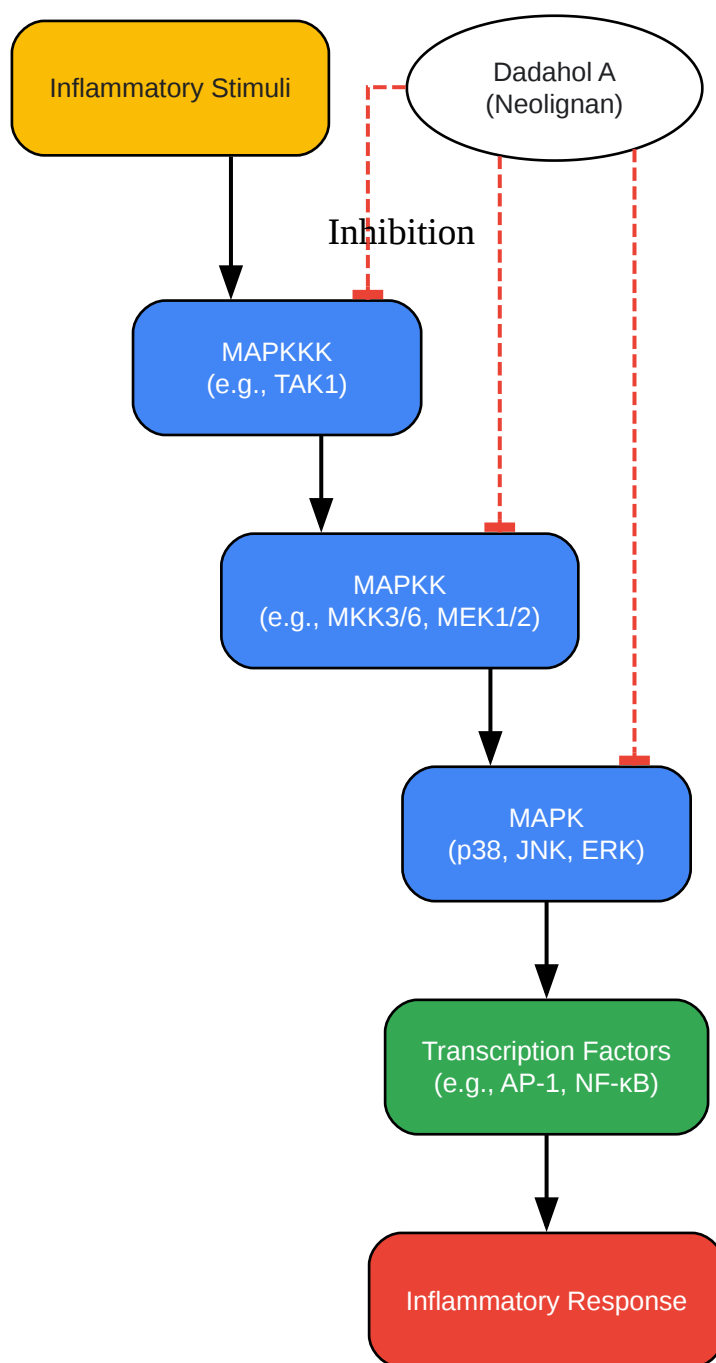 Inflammatory Stimuli
Dadahol A
(Neolignan)
Inhibition
MAPKKK
(e.g., TAK1)
MAPKK
(e.g., MKK3/6, MEK1/2)
MAPK
(p38, JNK, ERK)
Transcription Factors
(e.g., AP-1, NF-κB)
Inflammatory Response